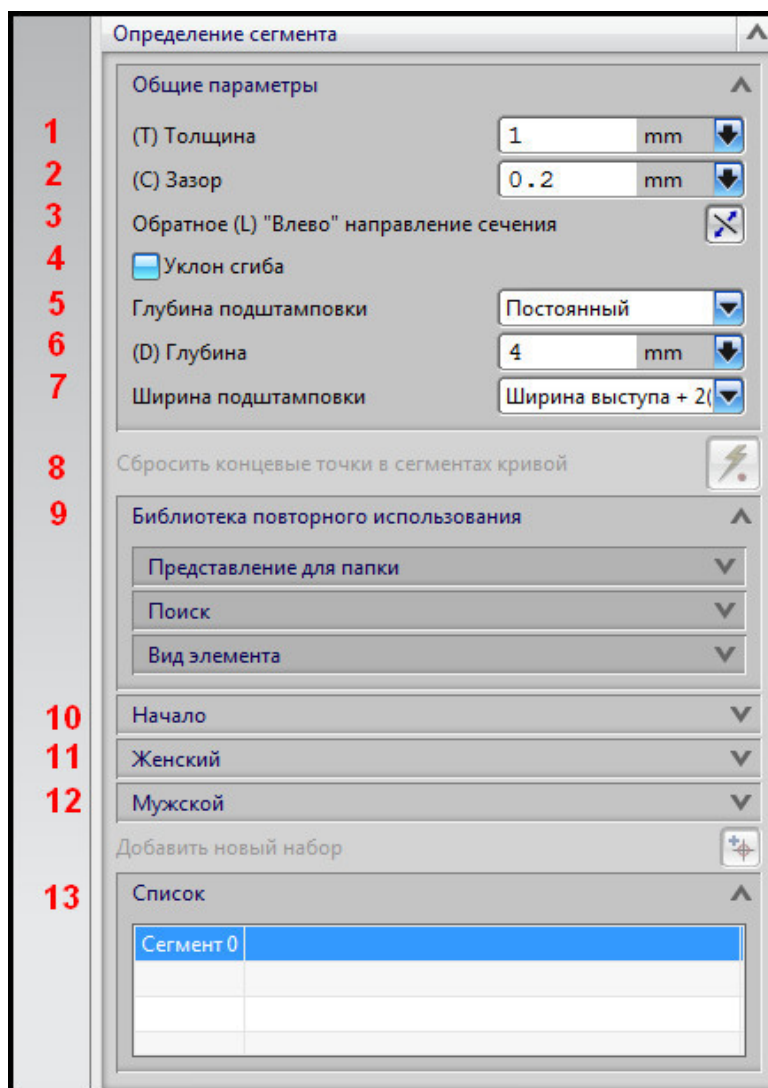 Определение сегмента
Общие параметры
1 (T) Толщина 1 mm
2 (C) Зазор 0.2 mm
3 Обратное (L) "Влево" направление сечения
4 Уклон сгиба
5 Глубина подштамповки Постоянный
6 (D) Глубина 4 mm
7 Ширина подштамповки Ширина выступа + 2(
8 Сбросить концевые точки в сегментах кривой
9 Библиотека повторного использования
Представление для папки
Поиск
Вид элемента
10 Начало
11 Женский
12 Мужской
Добавить новый набор
13 Список
Сегмент 0